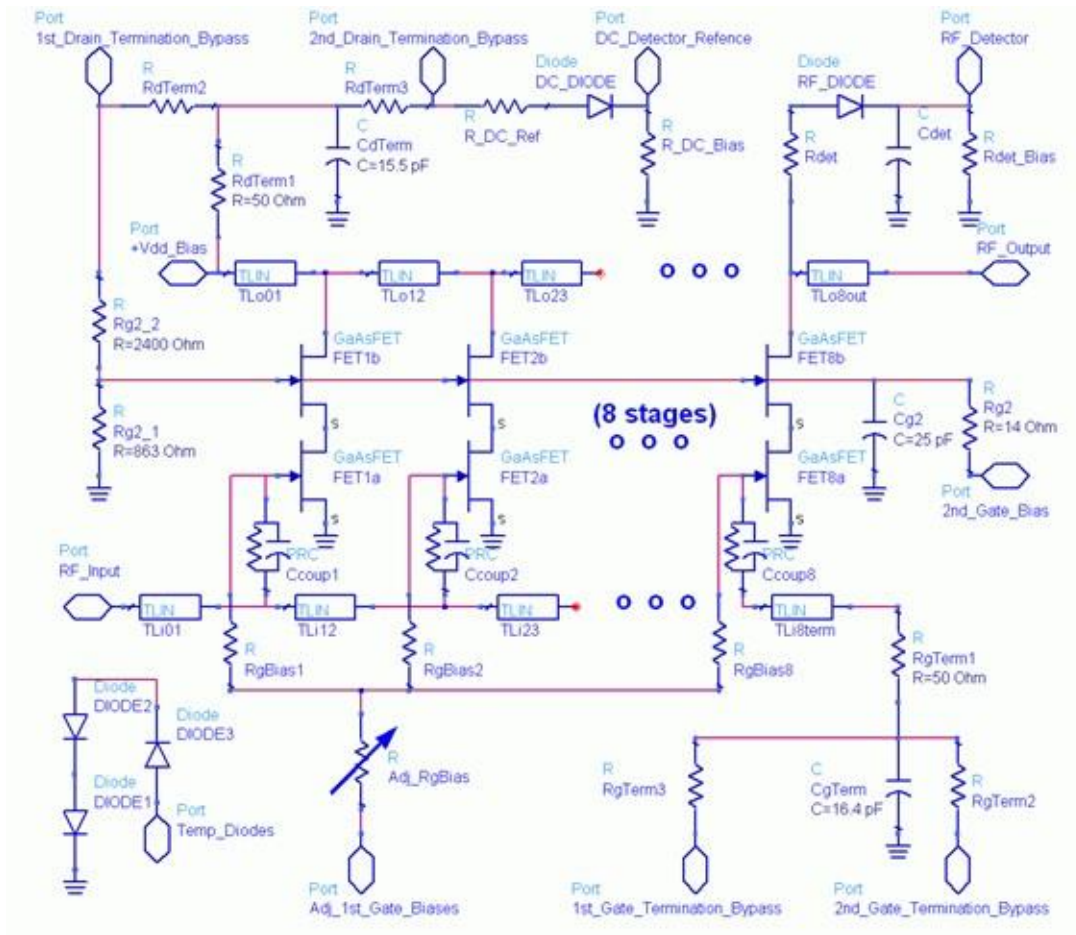 Port
1st_Drain_Termination_Bypass
Port
2nd_Drain_Termination_Bypass
Port
DC_Detector_Refence
Port
RF_Detector
R
RdTerm2
R
RdTerm3
Diode
DC_DIODE
Diode
RF_DIODE
R
R_DC_Ref
C
CdTerm
C=15.5 pF
R
R_DC_Bias
R
Rdet
C
Cdet
R
Rdet_Bias
R
RdTerm1
R=50 Ohm
Port
+Vdd_Bias
TLIN
TLo01
TLIN
TLo12
TLIN
TLo23
TLIN
TLo8out
Port
RF_Output
R
Rg2_2
R=2400 Ohm
GaAsFET
FET1b
GaAsFET
FET2b
GaAsFET
FET8b
R
Rg2_1
R=863 Ohm
S
S
S
(8 stages)
C
Cg2
C=25 pF
R
Rg2
R=14 Ohm
GaAsFET
FET1a
GaAsFET
FET2a
GaAsFET
FET8a
S
S
S
Port
2nd_Gate_Bias
PRC
Ccoup1
PRC
Ccoup2
PRC
Ccoup8
Port
RF_Input
TLIN
TLi01
TLIN
TLi12
TLIN
TLi23
TLIN
TLi8term
R
RgBias1
R
RgBias2
R
RgBias8
R
RgTerm1
R=50 Ohm
Diode
DIODE2
Diode
DIODE3
Diode
DIODE1
Port
Temp_Diodes
R
Adj_RgBias
R
RgTerm3
C
CgTerm
C=16.4 pF
R
RgTerm2
Port
Adj_1st_Gate_Biases
Port
1st_Gate_Termination_Bypass
Port
2nd_Gate_Termination_Bypass